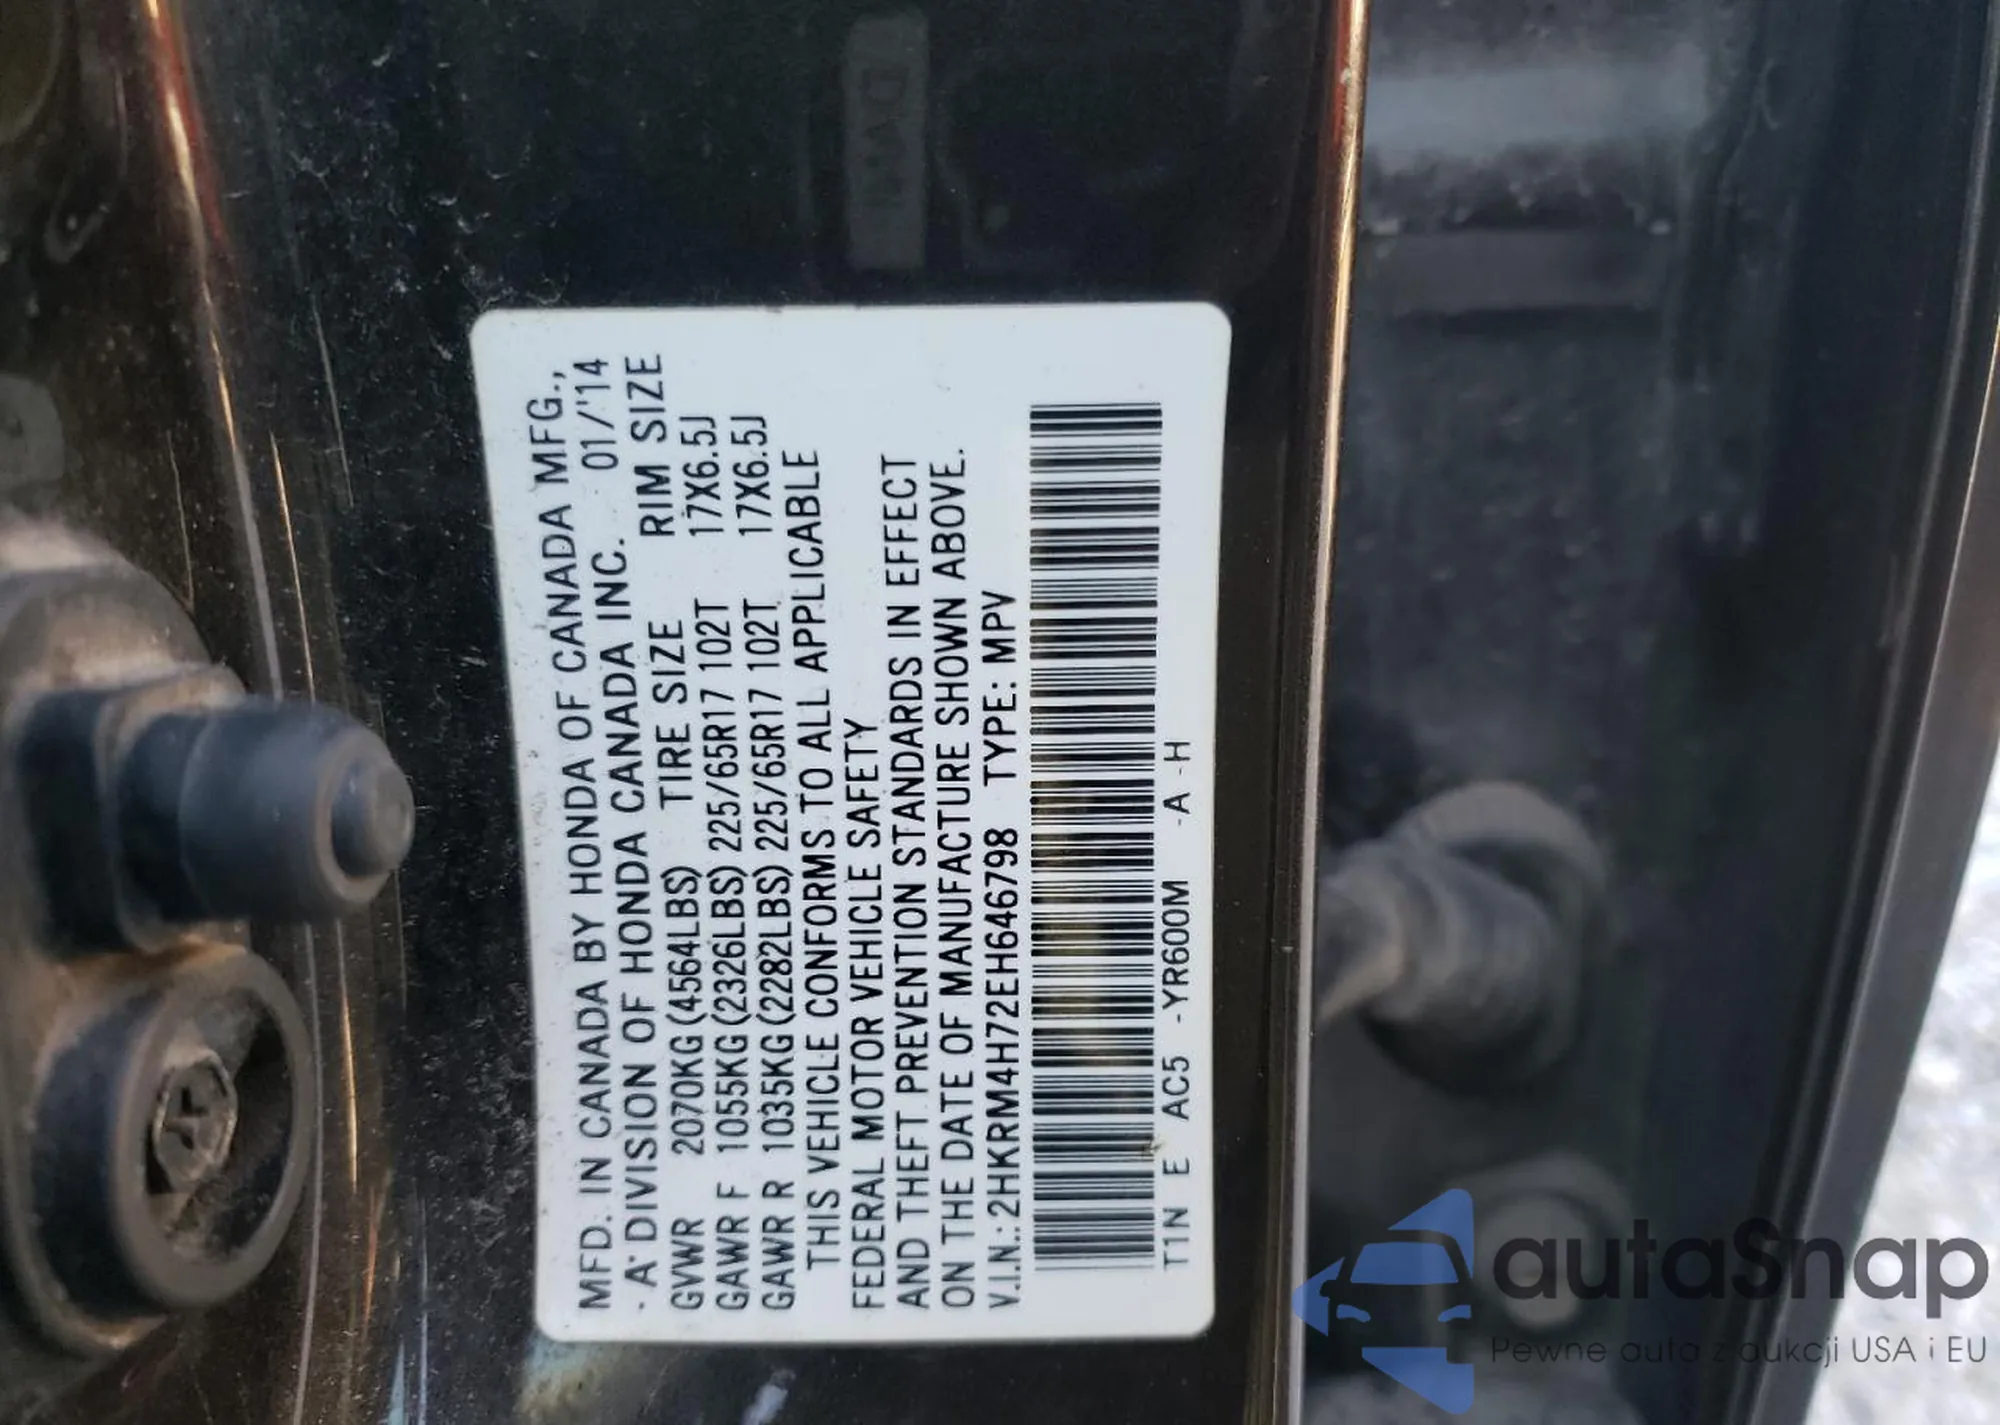 MFD. IN CANADA BY HONDA OF CANADA MFG.,
- A DIVISION OF HONDA CANADA INC. 01/'14
GVWR 2070KG(4564LBS) TIRE SIZE RIM SIZE
GAWR F 1055KG(2326LBS) 225/65R17 102T 17X6.5J
GAWR R 1035KG(2282LBS) 225/65R17 102T 17X6.5J
THIS VEHICLE CONFORMS TO ALL APPLICABLE
FEDERAL MOTOR VEHICLE SAFETY
AND THEFT PREVENTION STANDARDS IN EFFECT
ON THE DATE OF MANUFACTURE SHOWN ABOVE.
V.I.N.: 2HKRM4H72EH646798 TYPE: MPV
T1N E AC5 -YR600M -A -H
autaSnap
Pewne auta z aukcji USA i EU